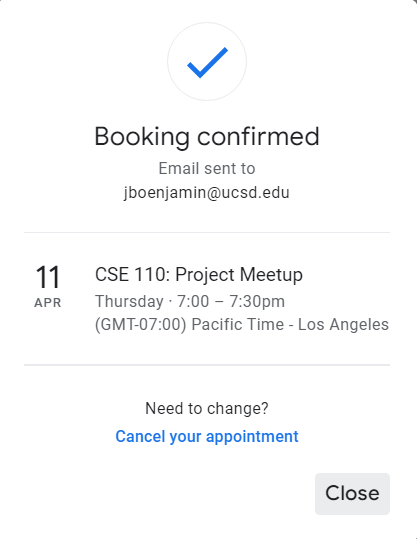 Booking confirmed
Email sent to
jboenjamin@ucsd.edu
11
APR
CSE 110: Project Meetup
Thursday · 7:00 – 7:30pm
(GMT-07:00) Pacific Time - Los Angeles
Need to change?
Cancel your appointment
Close